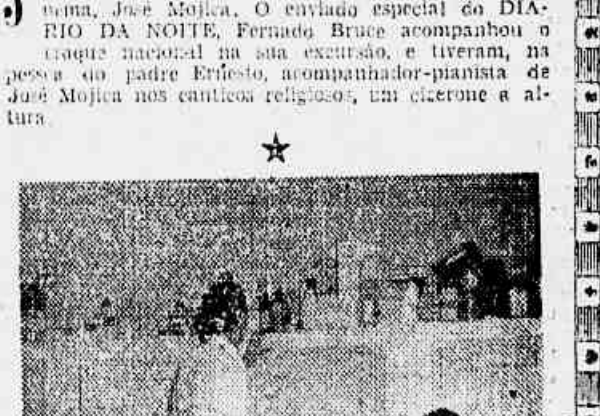 nema, José Mojica. O enviado especial do DIA-
RIO DA NOITE, Fernado Bruce acompanhou o
craque nacional na sua excursão, e tiveram, na
pessoa do padre Ernesto, acompanhador-pianista de
José Mojica nos canticos religiosos, um cicerone a al-
tura